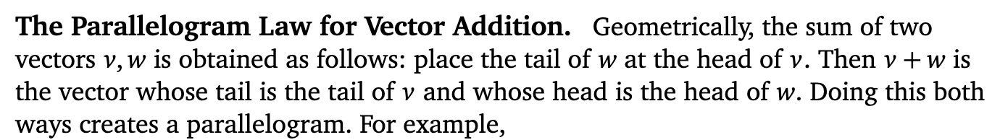 The Parallelogram Law for Vector Addition. Geometrically, the sum of two
vectors v, w is obtained as follows: place the tail of w at the head of v. Then v + w is
the vector whose tail is the tail of v and whose head is the head of w. Doing this both
ways creates a parallelogram. For example,